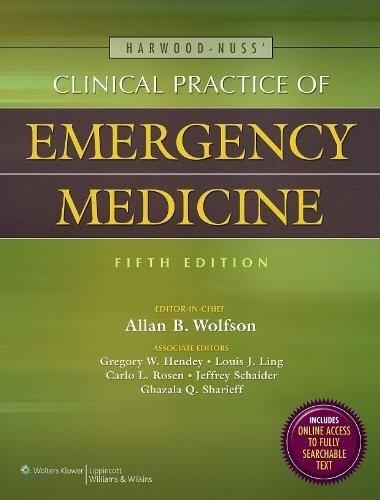 HARWOOD-NUSS'
CLINICAL PRACTICE OF
EMERGENCY
MEDICINE
FIFTH EDITION
EDITOR-IN-CHIEF
Allan B. Wolfson
ASSOCIATE EDITORS
Gregory W. Hendey • Louis J. Ling
Carlo L. Rosen • Jeffrey Schaider
Ghazala Q. Sharieff
INCLUDES
ONLINE ACCESS
TO FULLY
SEARCHABLE
TEXT
Wolters Kluwer | Lippincott
Williams & Wilkins